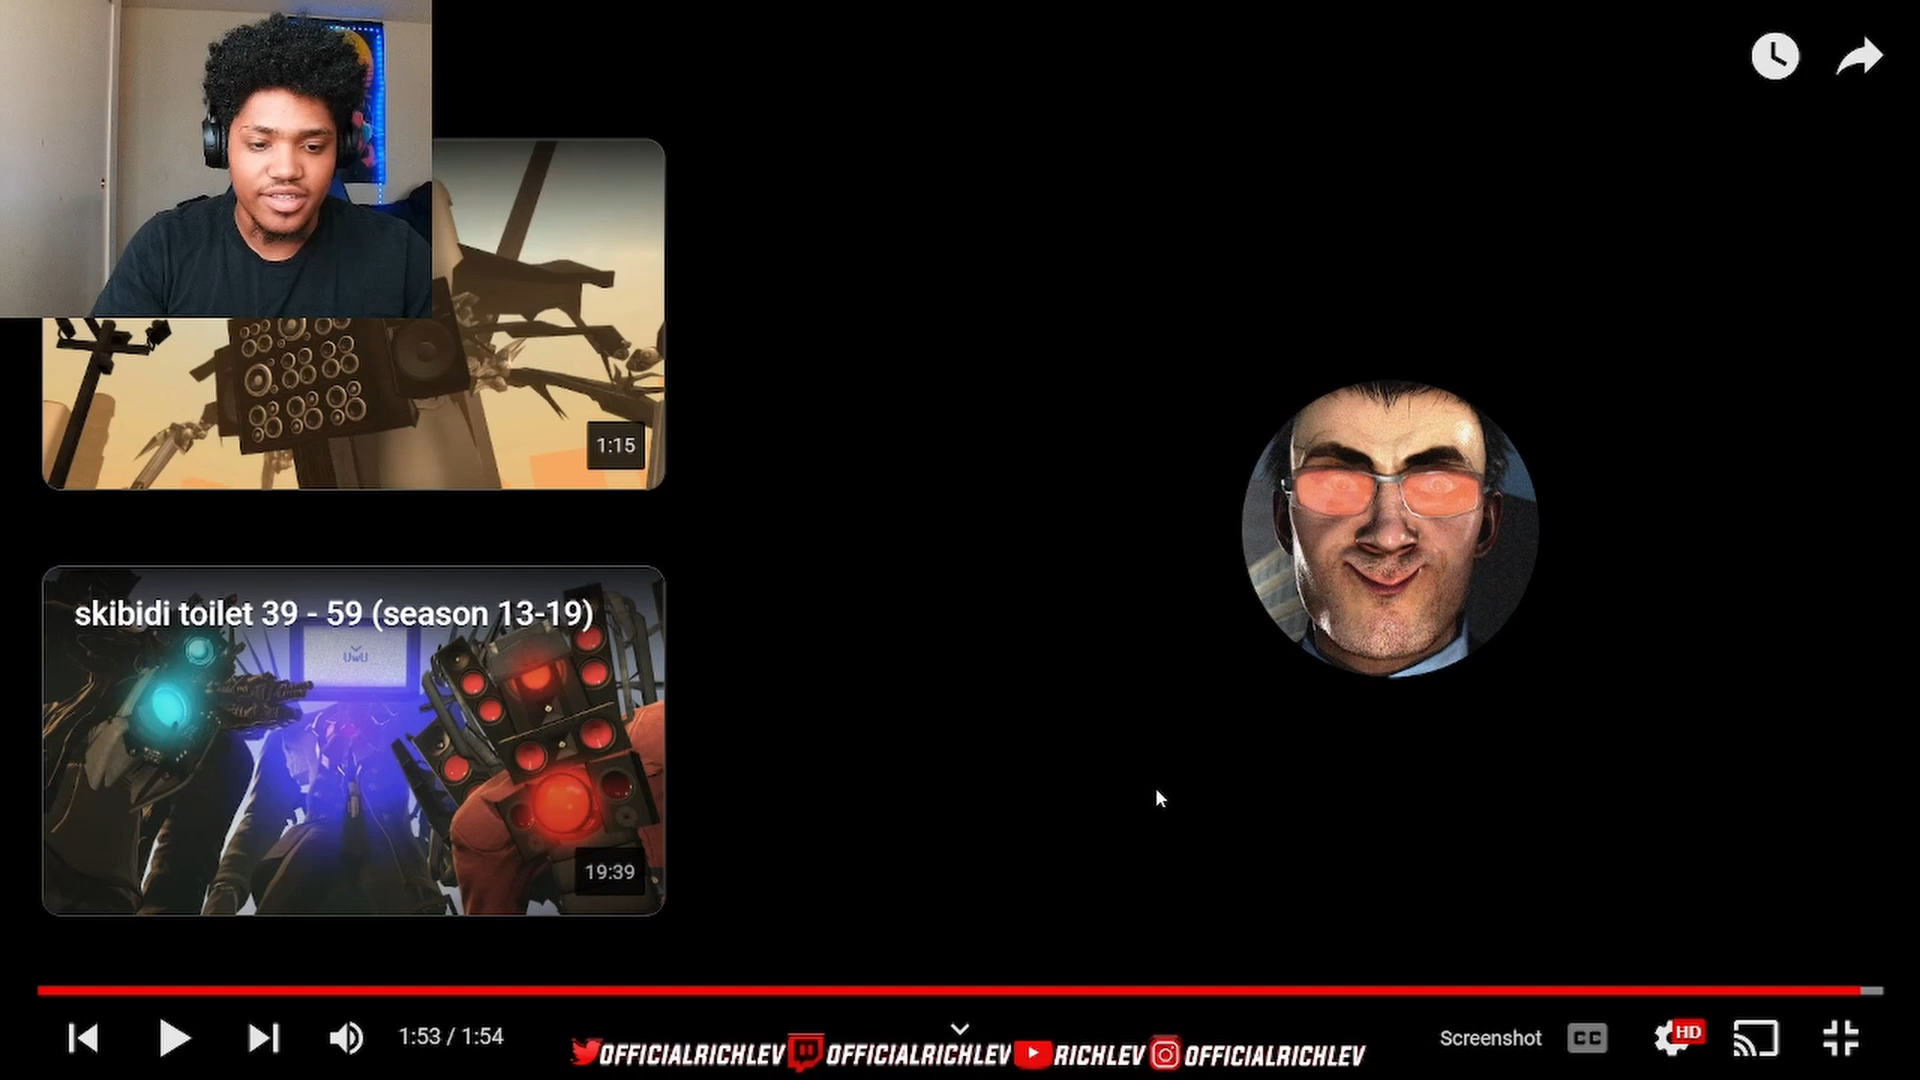 1:15
skibidi toilet 39 - 59 (season 13-19)
UwU
19:39
1:53 / 1:54
OFFICIALRICHLEV OFFICIALRICHLEV RICHLEV OFFICIALRICHLEV
Screenshot CC HD